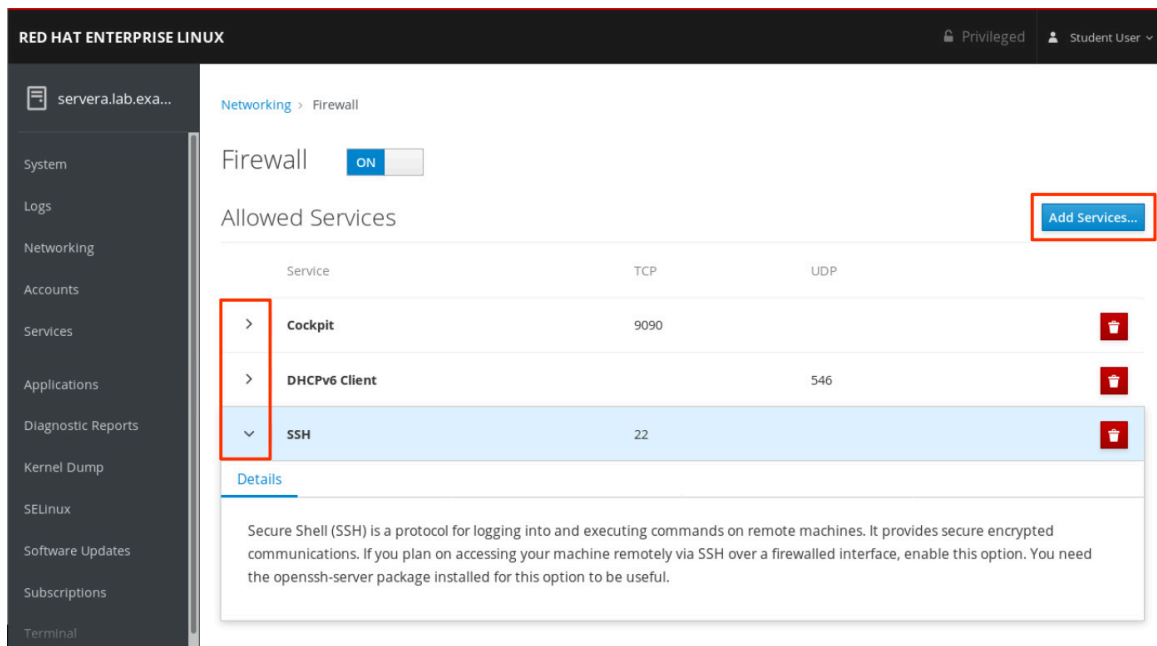 RED HAT ENTERPRISE LINUX
Privileged
Student User
servera.lab.exa...
System
Logs
Networking
Accounts
Services
Applications
Diagnostic Reports
Kernel Dump
SELinux
Software Updates
Subscriptions
Terminal
Networking > Firewall
Firewall ON
Allowed Services
Add Services...
Service TCP UDP
Cockpit 9090
DHCPv6 Client 546
SSH 22
Details
Secure Shell (SSH) is a protocol for logging into and executing commands on remote machines. It provides secure encrypted
communications. If you plan on accessing your machine remotely via SSH over a firewalled interface, enable this option. You need
the openssh-server package installed for this option to be useful.